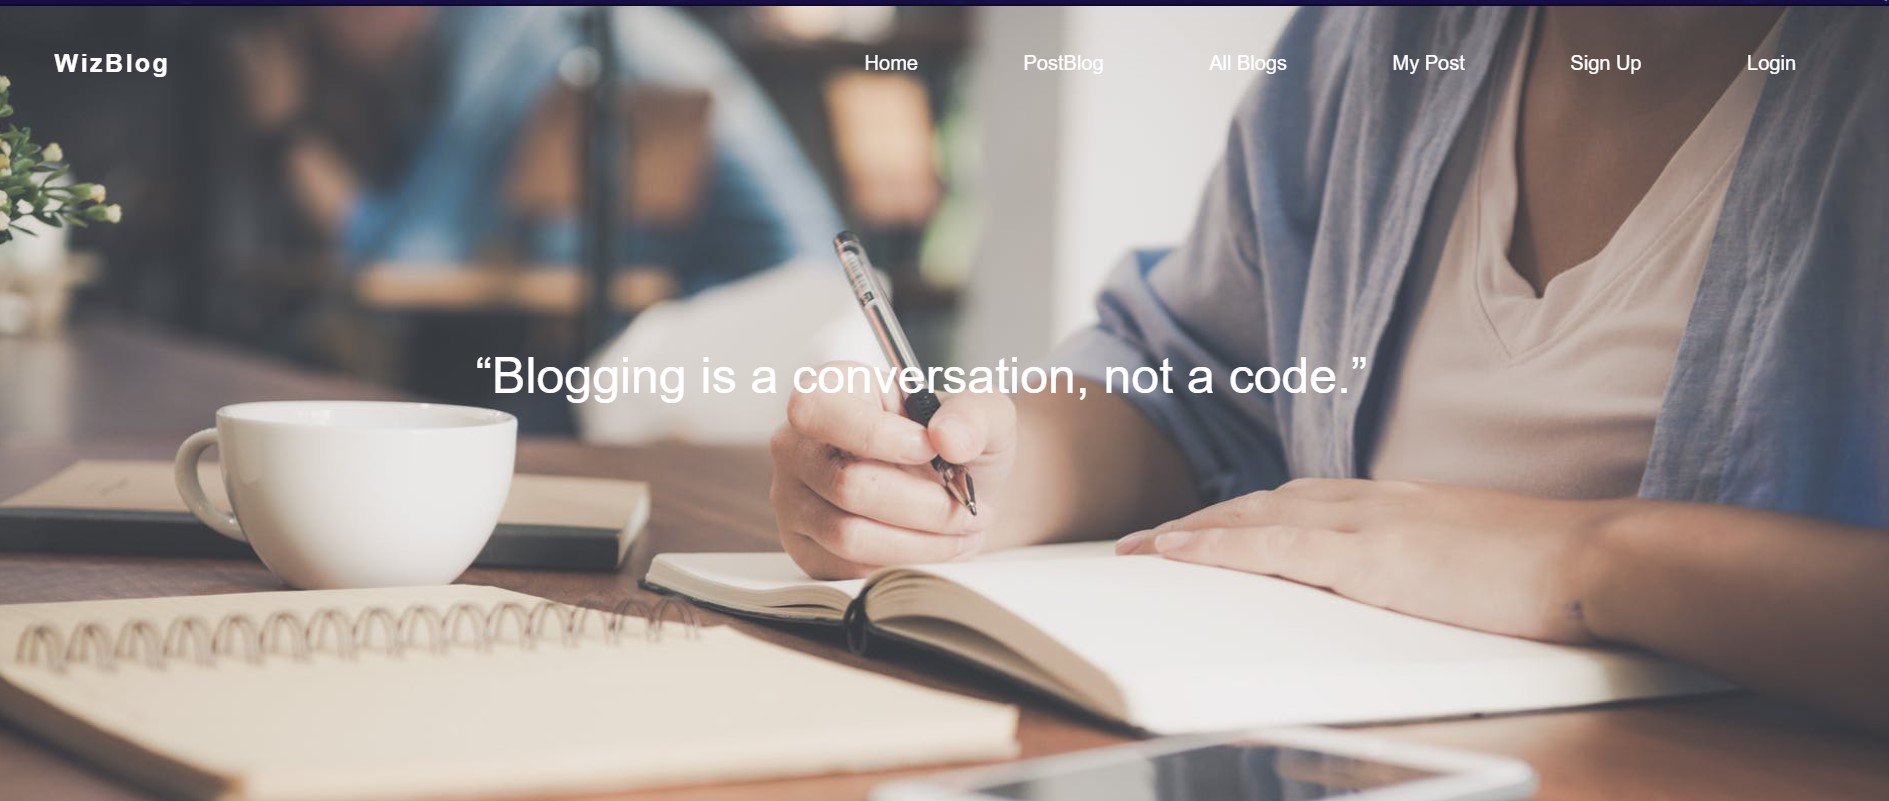 WizBlog
Home PostBlog All Blogs My Post Sign Up Login
“Blogging is a conversation, not a code.”